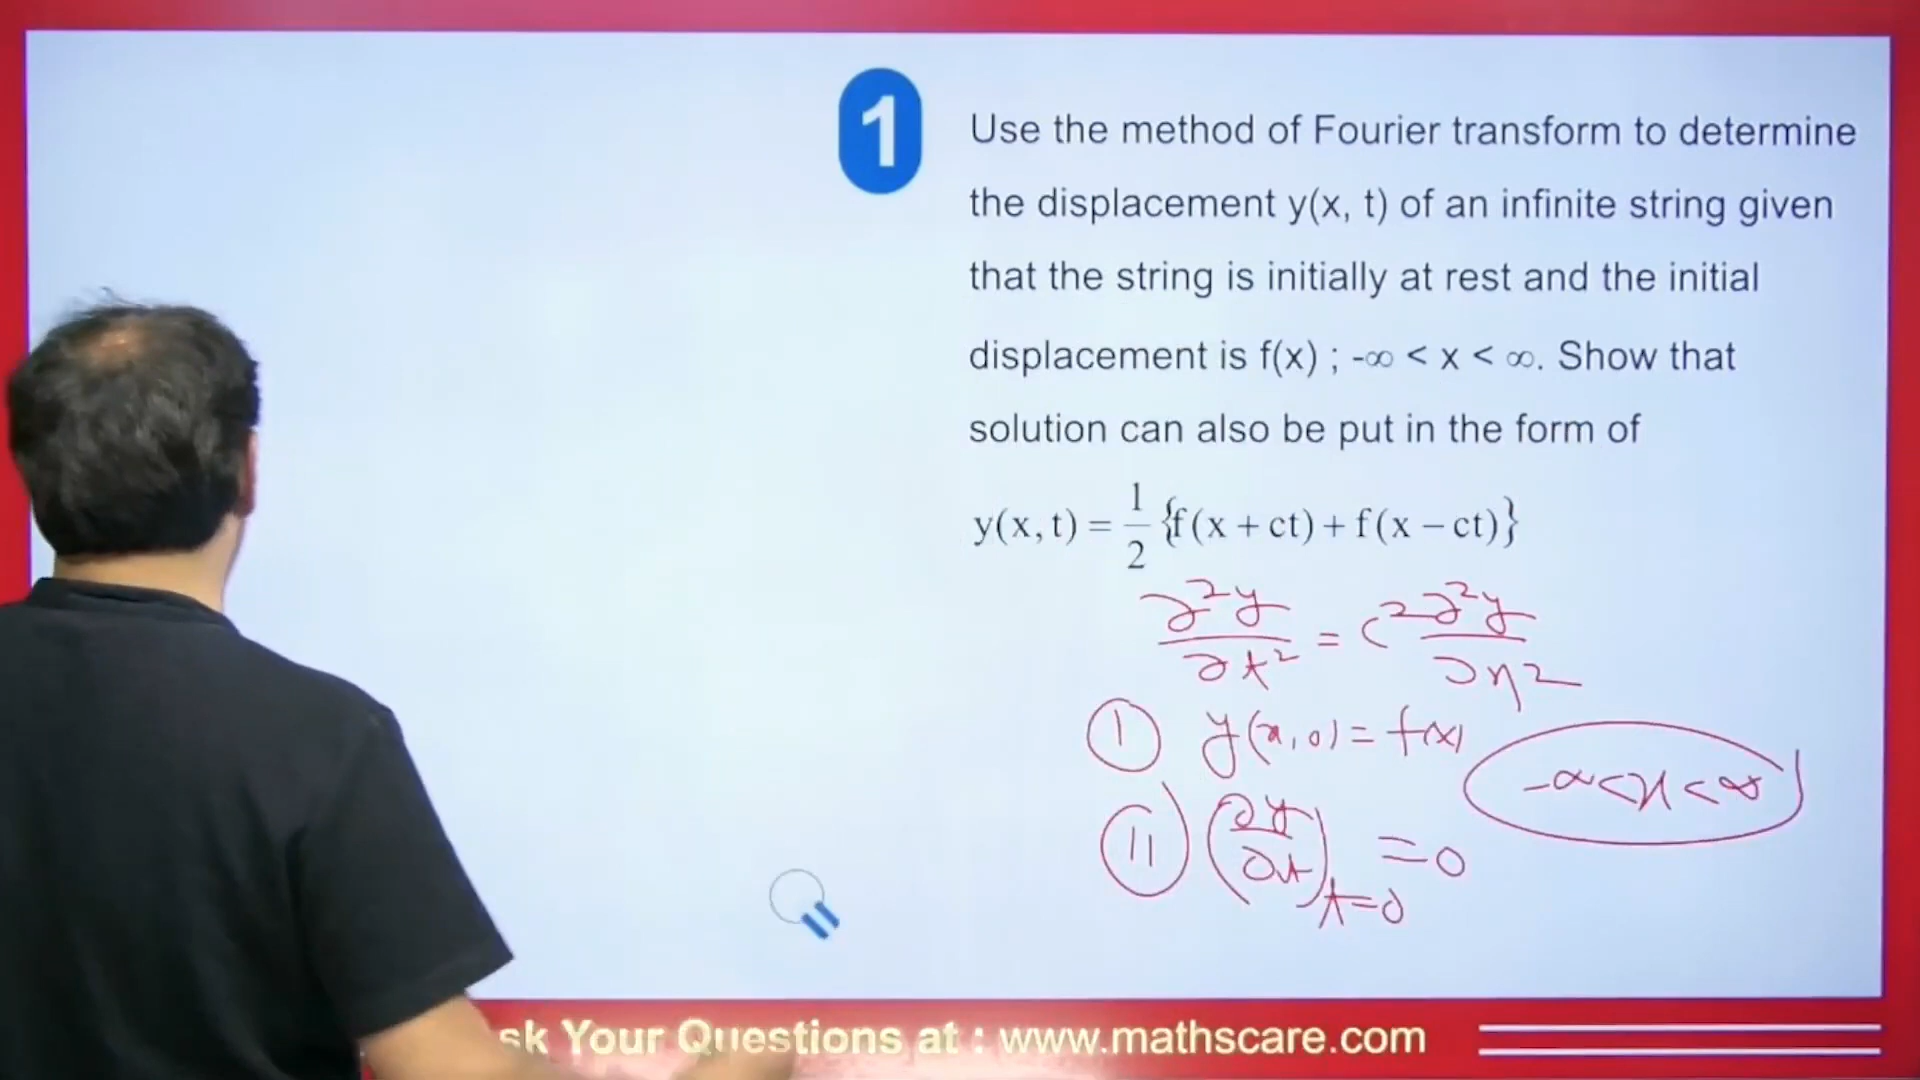 1
Use the method of Fourier transform to determine
the displacement y(x, t) of an infinite string given
that the string is initially at rest and the initial
displacement is f(x) ; -∞ < x < ∞. Show that
solution can also be put in the form of
y(x, t) = 1/2 {f(x + ct) + f(x − ct)}
∂²y/∂t² = c² ∂²y/∂x²
I y(x,0) = f(x)
-∞<x<∞
II (∂y/∂t)t=0 = 0
sk Your Questions at : www.mathscare.com